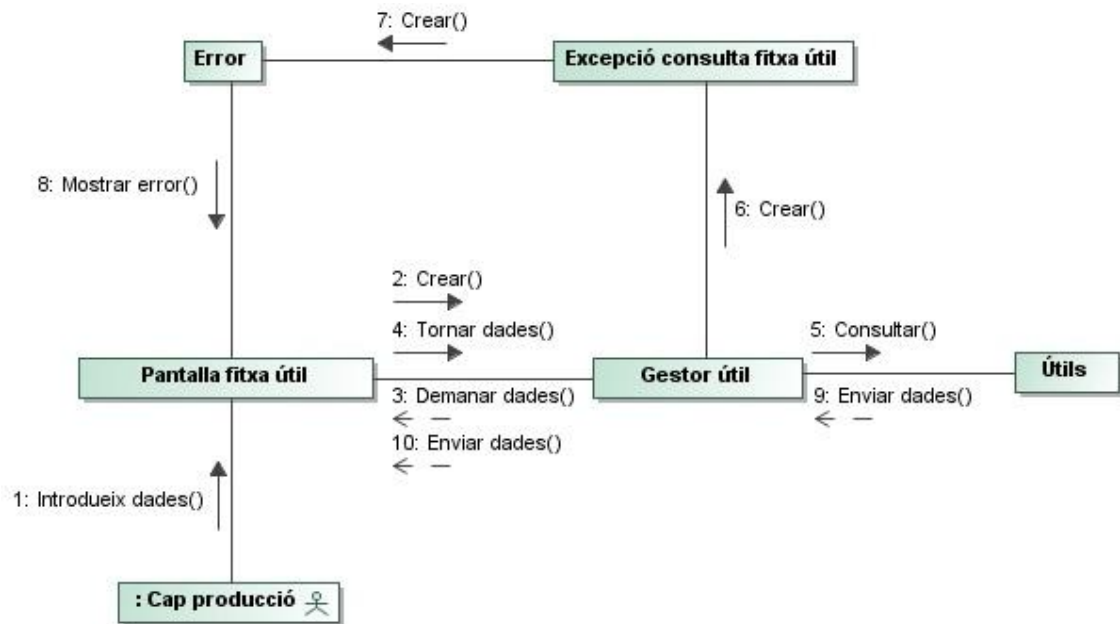 7: Crear()
Error
Excepció consulta fitxa útil
8: Mostrar error()
6: Crear()
2: Crear()
4: Tornar dades()
5: Consultar()
Pantalla fitxa útil
Gestor útil
Útils
3: Demanar dades()
9: Enviar dades()
10: Enviar dades()
1: Introdueix dades()
: Cap producció